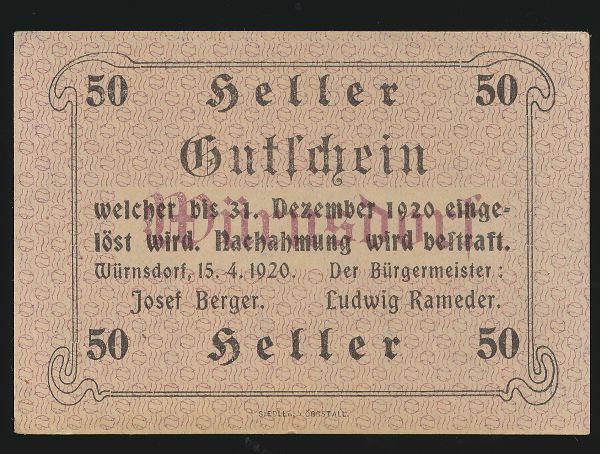 50 Heller 50
Gutschein
Würnsdorf
welcher bis 31. Dezember 1920 einge-
löst wird. Nachahmung wird bestraft.
Würnsdorf, 15. 4. 1920. Der Bürgermeister:
Josef Berger. Ludwig Rameder.
50 Heller 50